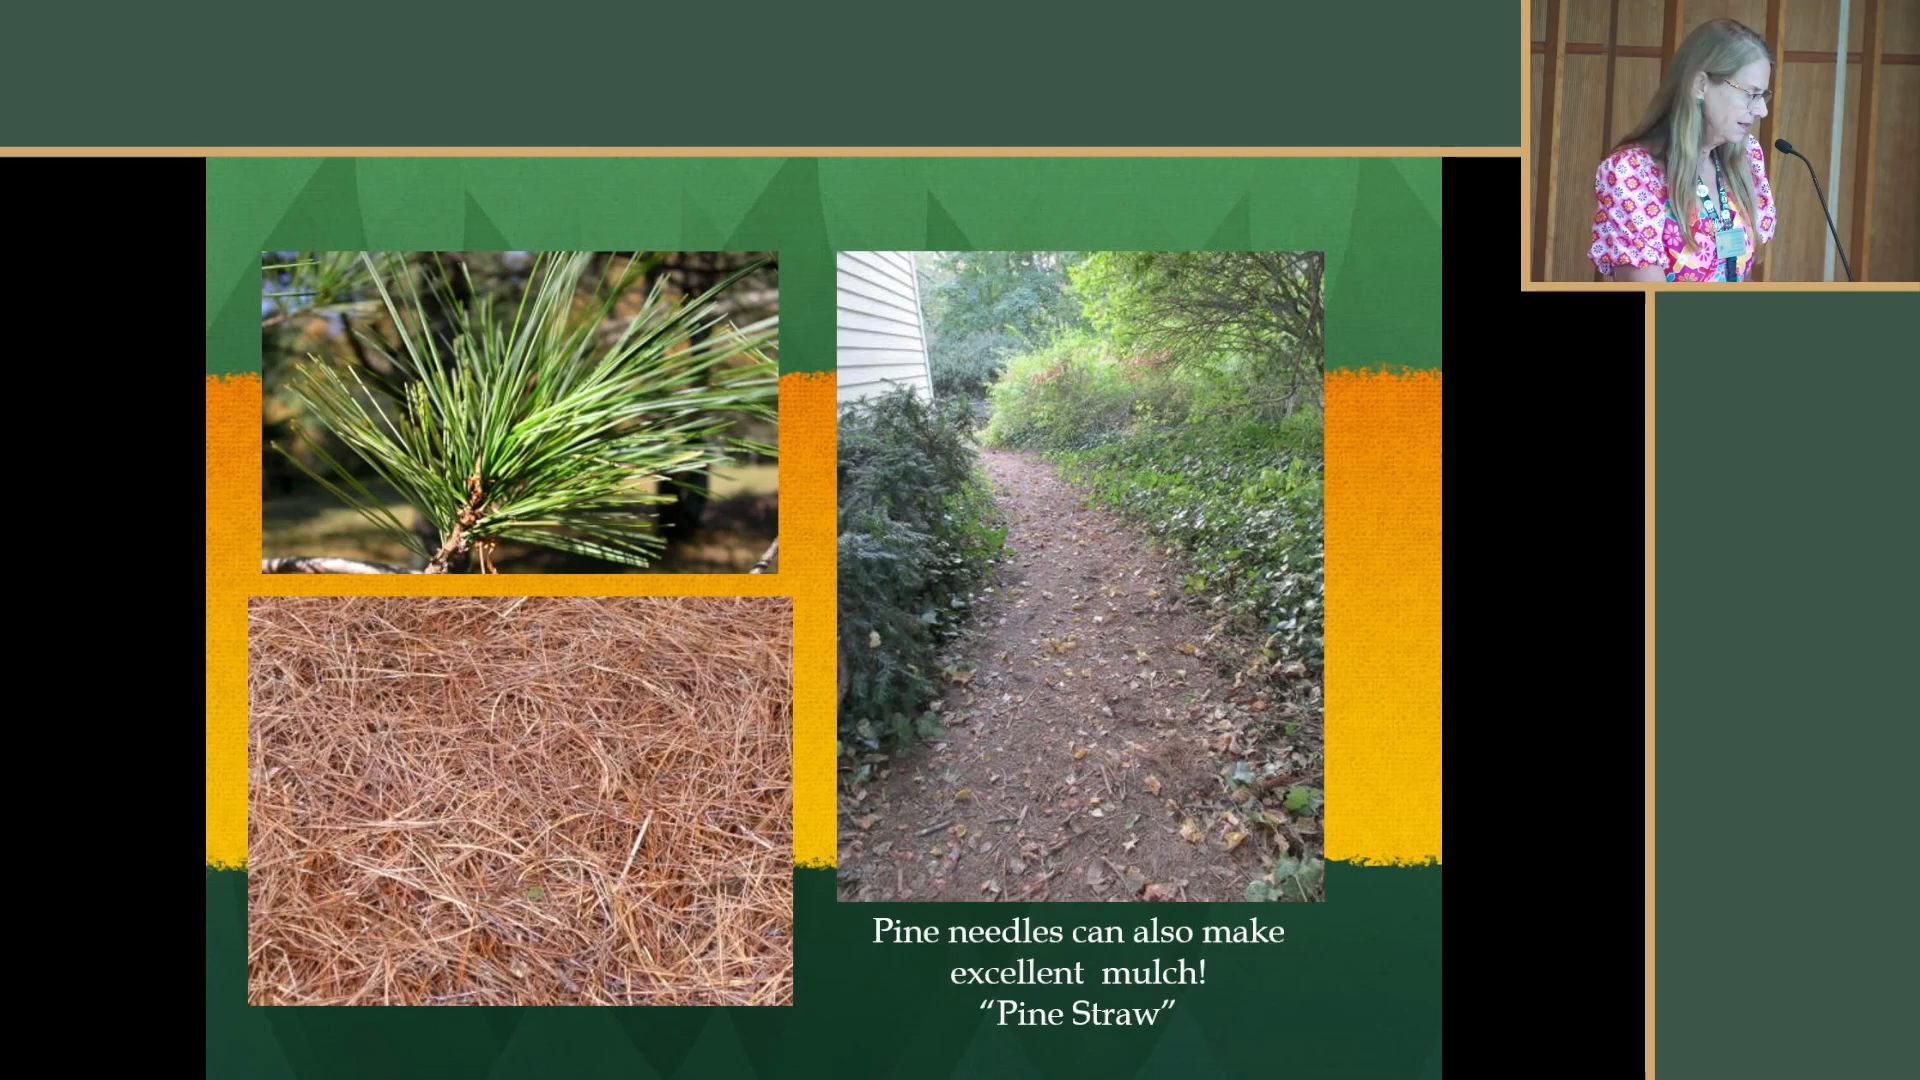 Pine needles can also make
excellent  mulch!
“Pine Straw”